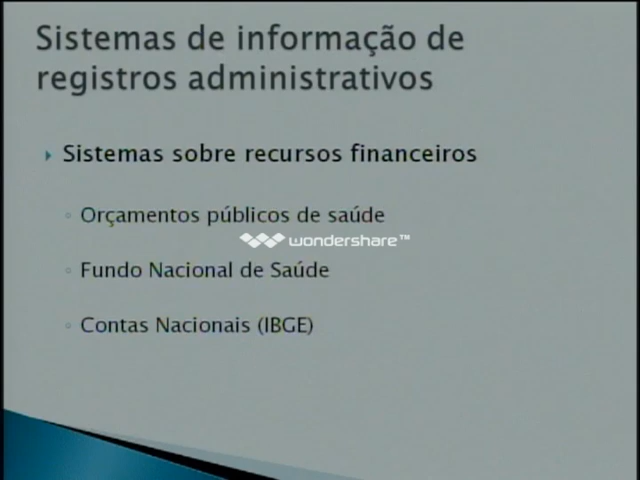 Sistemas de informação de
registros administrativos
Sistemas sobre recursos financeiros
Orçamentos públicos de saúde
wondershare™
Fundo Nacional de Saúde
Contas Nacionais (IBGE)